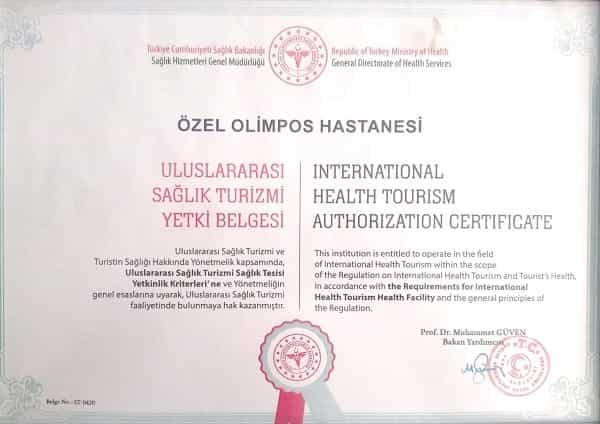 Türkiye Cumhuriyeti Sağlık Bakanlığı
Sağlık Hizmetleri Genel Müdürlüğü
Republic of Turkey Ministry of Health
General Directorate of Health Services
ÖZEL OLİMPOS HASTANESİ
ULUSLARARASI
SAĞLIK TURİZMİ
YETKİ BELGESİ
Uluslararası Sağlık Turizmi ve
Turistin Sağlığı Hakkında Yönetmelik kapsamında,
Uluslararası Sağlık Turizmi Sağlık Tesisi
Yetkinlik Kriterleri'ne ve Yönetmeliğin
genel esaslarına uyarak, Uluslararası Sağlık Turizmi
faaliyetinde bulunmaya hak kazanmıştır.
INTERNATIONAL
HEALTH TOURISM
AUTHORIZATION CERTIFICATE
This institution is entitled to operate in the field
of International Health Tourism within the scope
of the Regulation on International Health Tourism and Tourist's Health,
in accordance with the Requirements for International
Health Tourism Health Facility and the general principles of
the Regulation.
Prof. Dr. Muhammet GÜVEN
Bakan Yardımcısı
T.C.
Belge No.: ST-0420